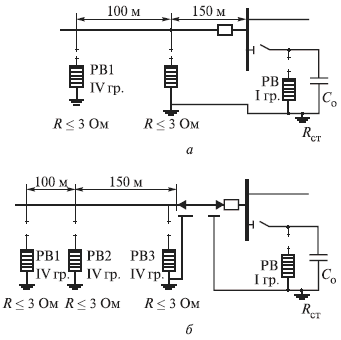 100 м 150 м
РВ1
IV гр.
РВ
I гр.
Cо
R ≤ 3 Ом R ≤ 3 Ом
Rст
а
100 м 150 м
РВ1 РВ2 РВ3
IV гр. IV гр. IV гр.
РВ
I гр.
Cо
R ≤ 3 Ом R ≤ 3 Ом R ≤ 3 Ом
Rст
б